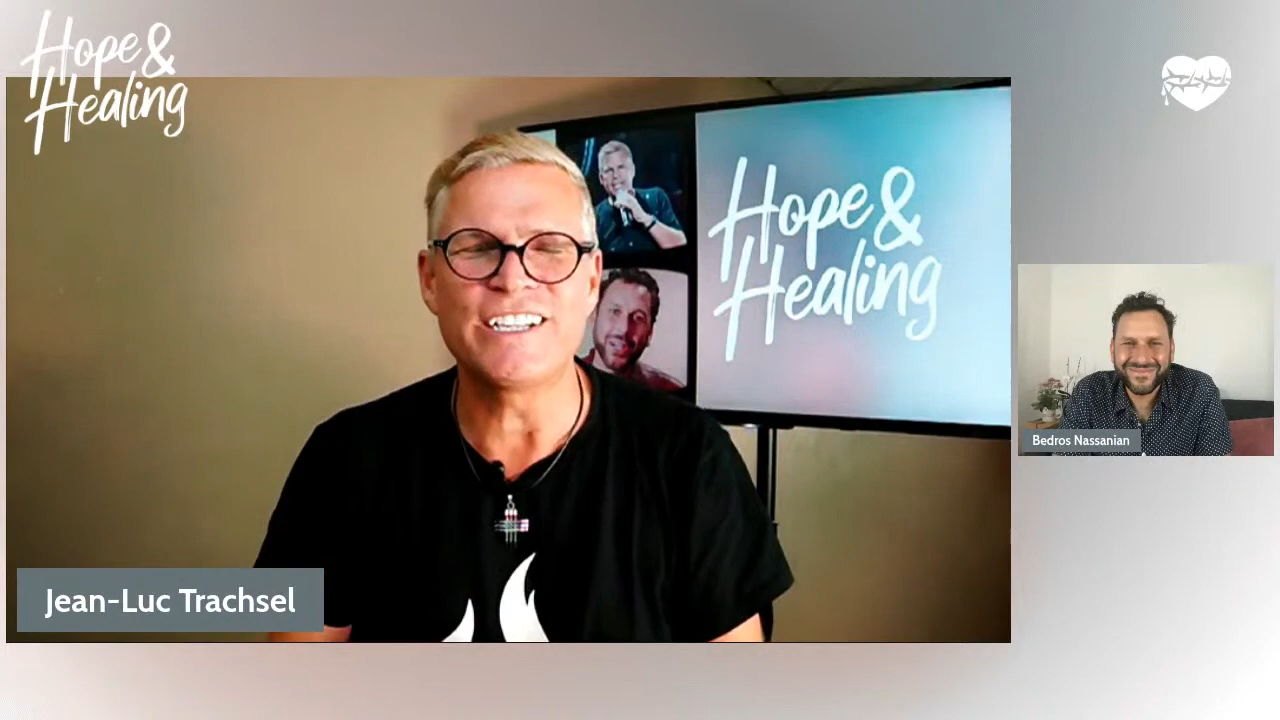 Hope &
Healing
Hope &
Healing
Bedros Nassanian
Jean-Luc Trachsel